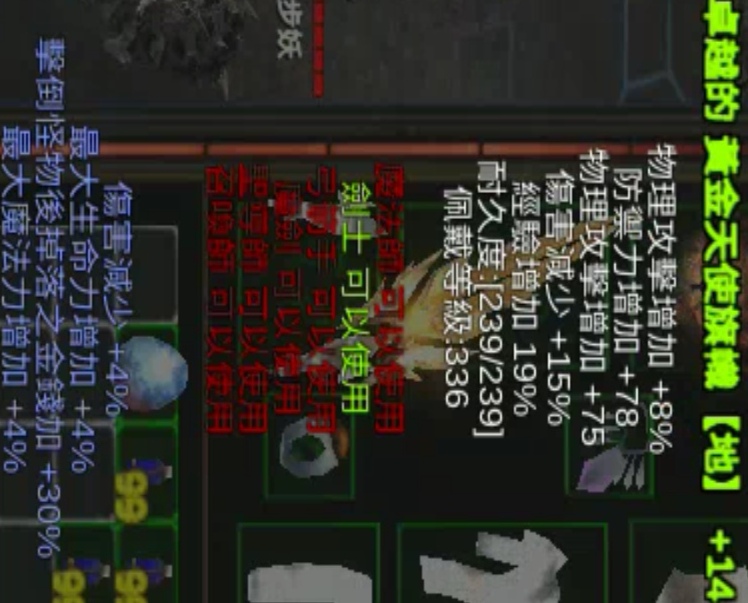 卓越的 黃金天使旗幟 【地】 +14
物理攻擊增加 +8%
防禦力增加 +78
物理攻擊增加 +75
傷害減少 +15%
經驗增加 19%
耐久度:[239/239]
佩戴等級:336
魔法師 可以使用
劍士 可以使用
弓箭手 可以使用
魔劍 可以使用
聖導師 可以使用
召喚師 可以使用
傷害減少 +4%
最大生命力增加 +4%
擊倒怪物後掉落之金錢加 +30%
最大魔法力增加 +4%
步妖
99
99